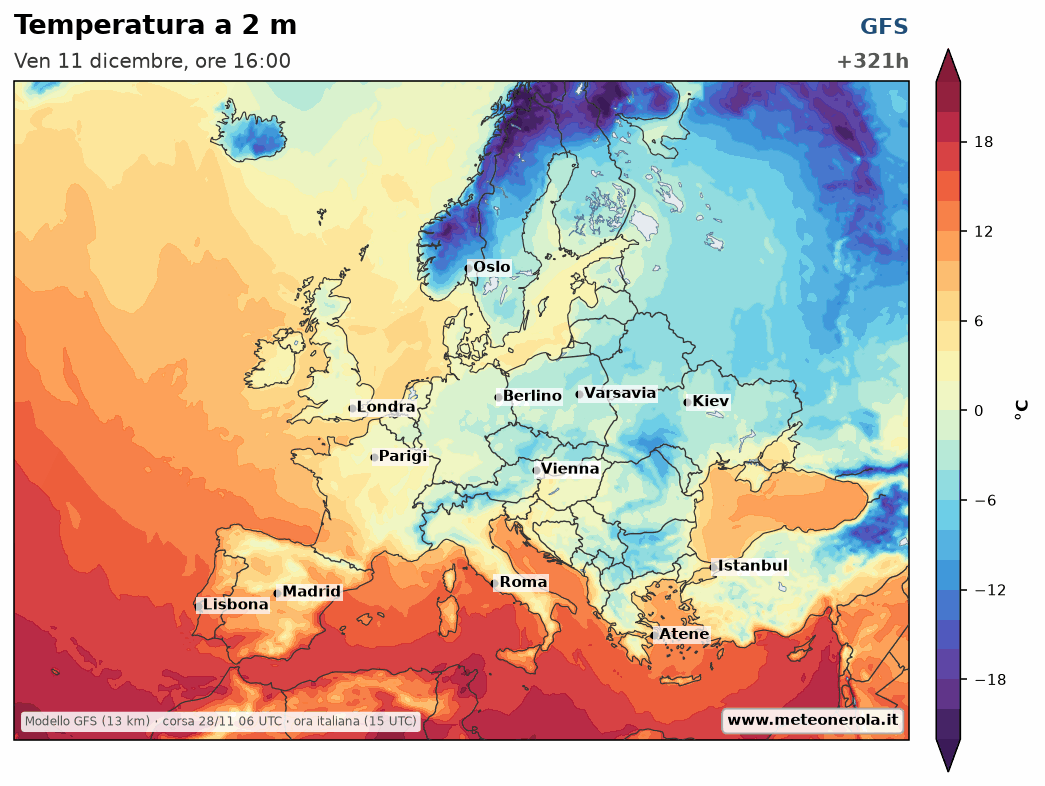 Temperatura a 2 m
GFS
Ven 11 dicembre, ore 16:00
+321h
18
12
6
0
−6
−12
−18
°C
Oslo
Berlino
Varsavia
Kiev
Londra
Parigi
Vienna
Istanbul
Roma
Madrid
Lisbona
Atene
Modello GFS (13 km) · corsa 28/11 06 UTC · ora italiana (15 UTC)
www.meteonerola.it